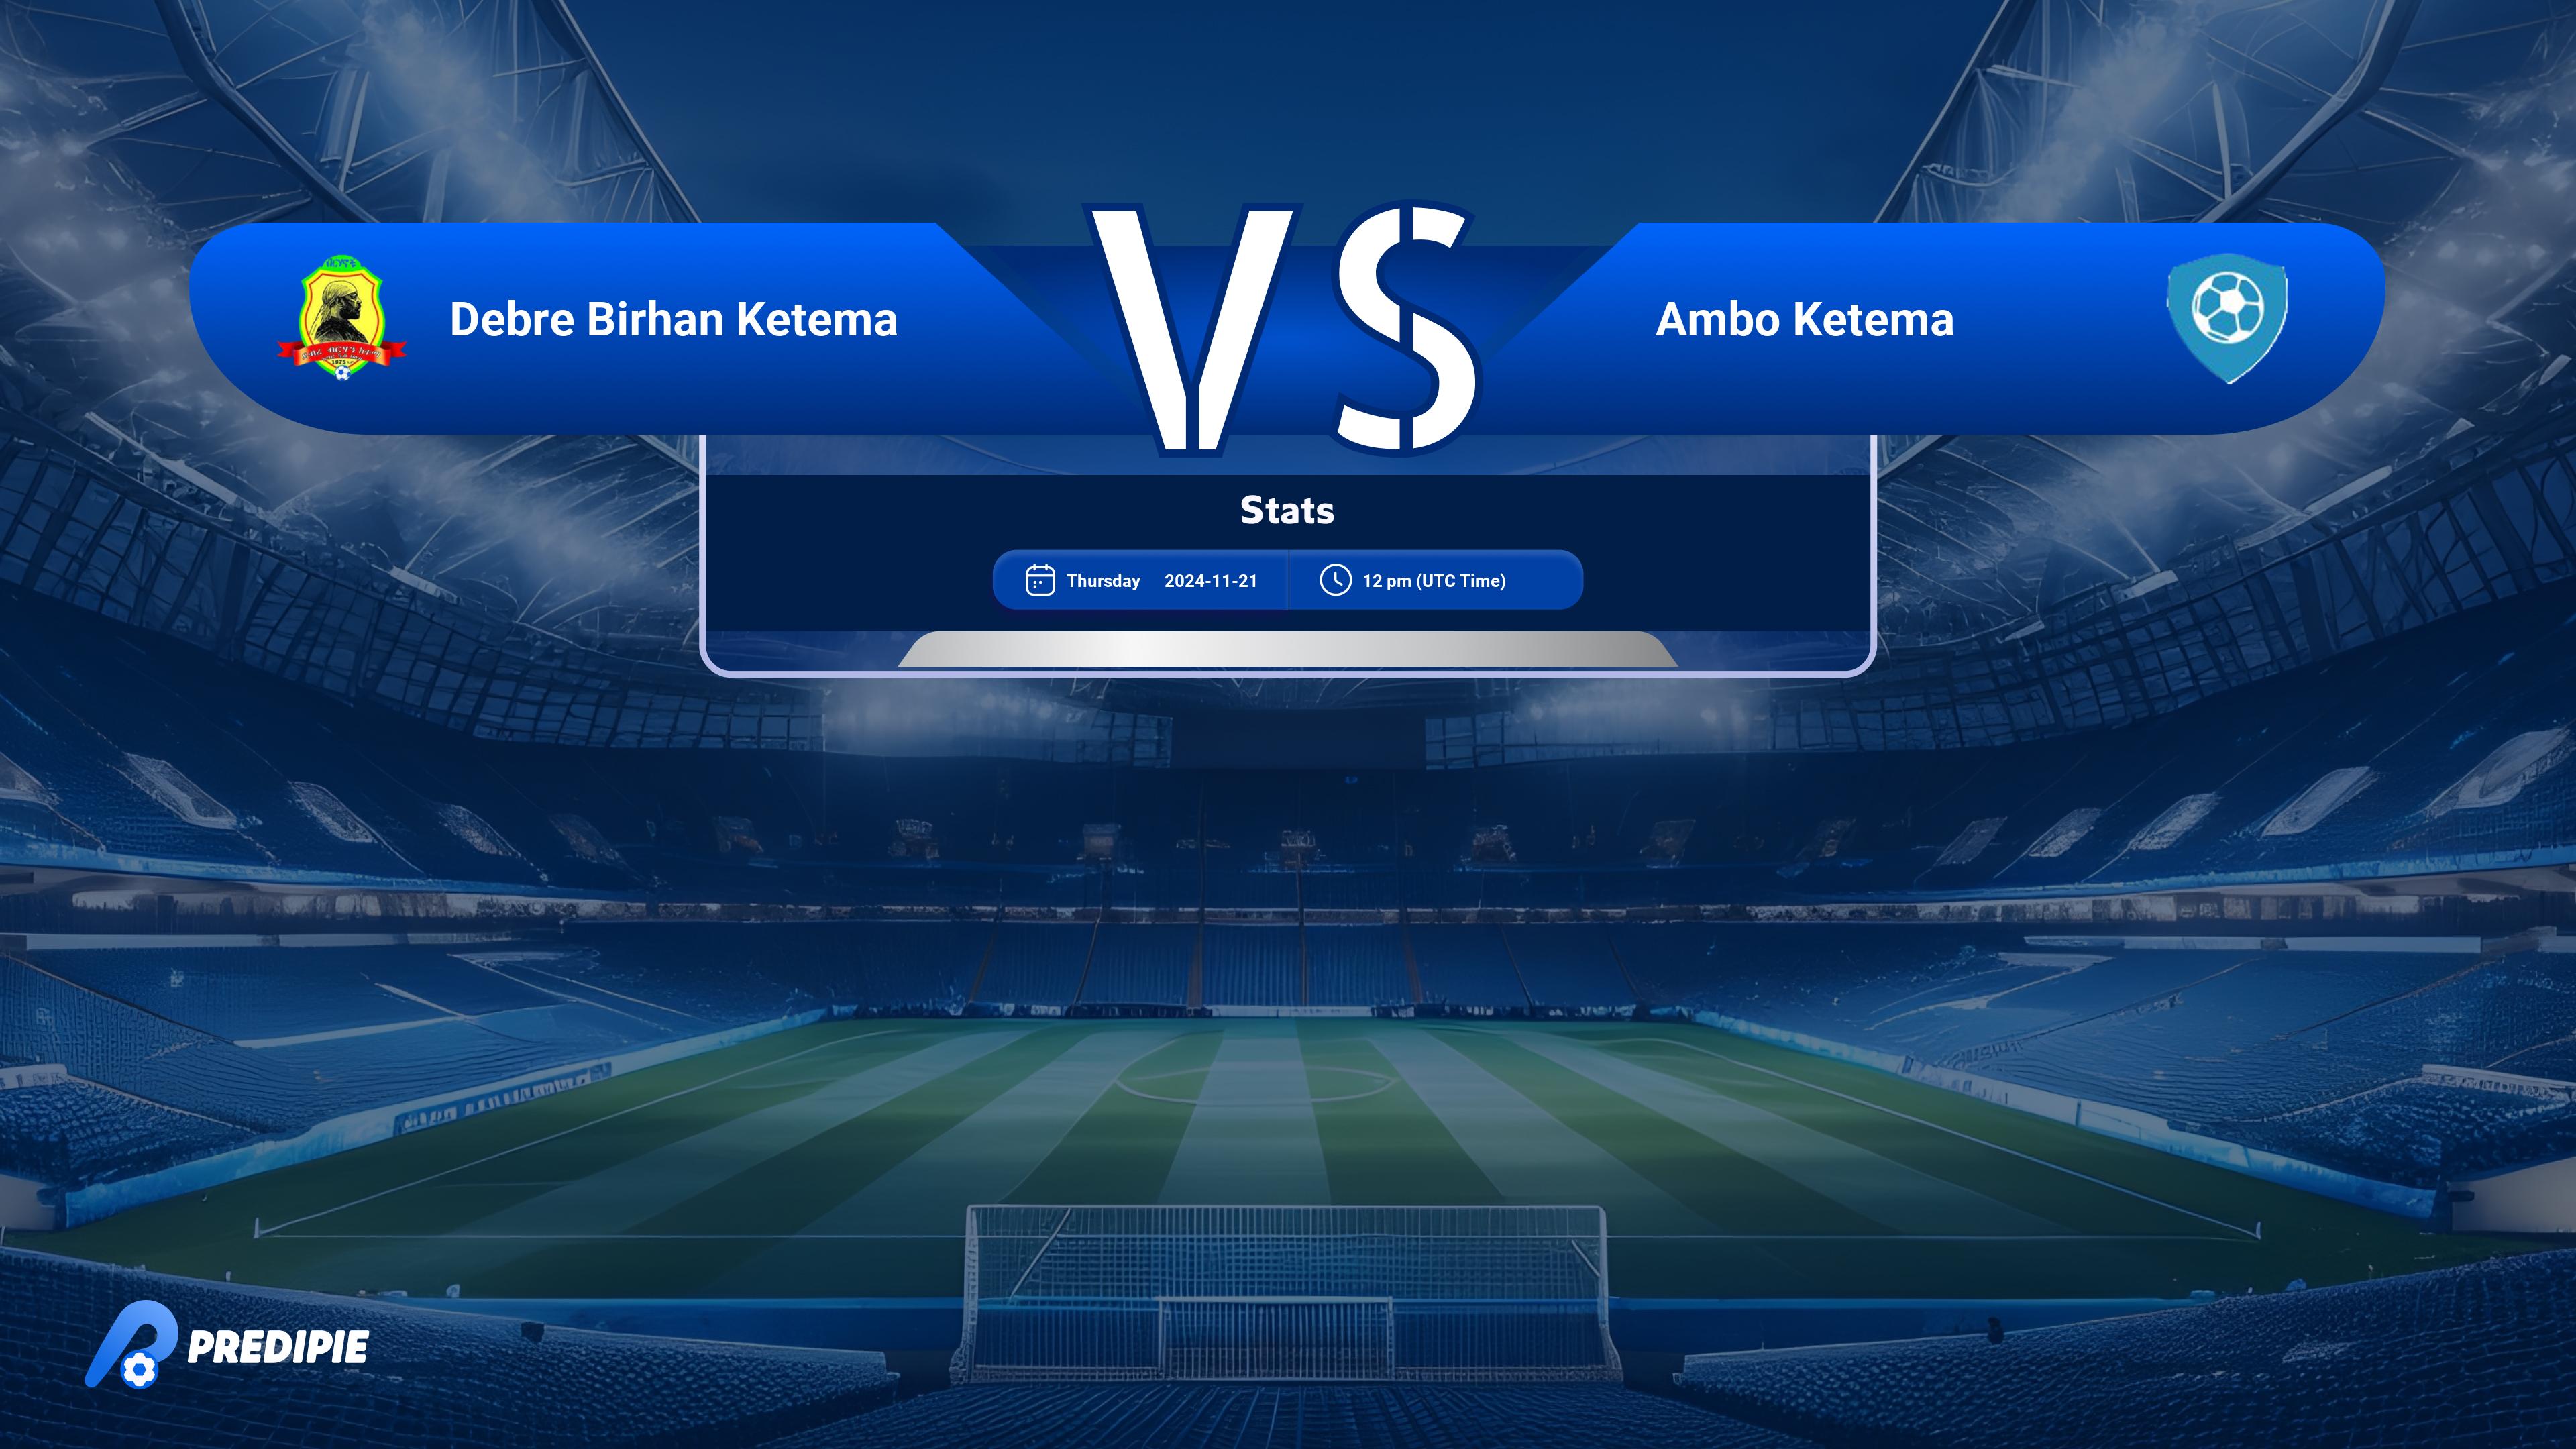 Debre Birhan Ketema
VS
Ambo Ketema
Stats
Thursday 2024-11-21
12 pm (UTC Time)
PREDIPIE